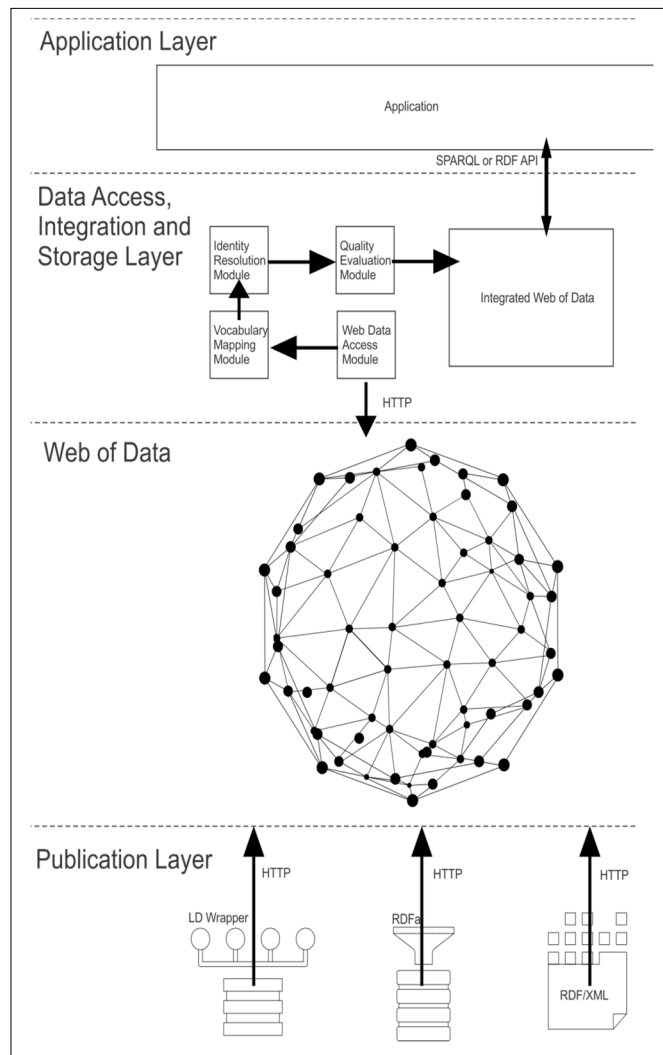 Application Layer
Application
SPARQL or RDF API
Data Access,
Integration and
Storage Layer
Identity
Resolution
Module
Quality
Evaluation
Module
Integrated Web of Data
Vocabulary
Mapping
Module
Web Data
Access
Module
HTTP
Web of Data
Publication Layer
HTTP
HTTP
HTTP
LD Wrapper
RDFa
RDF/XML